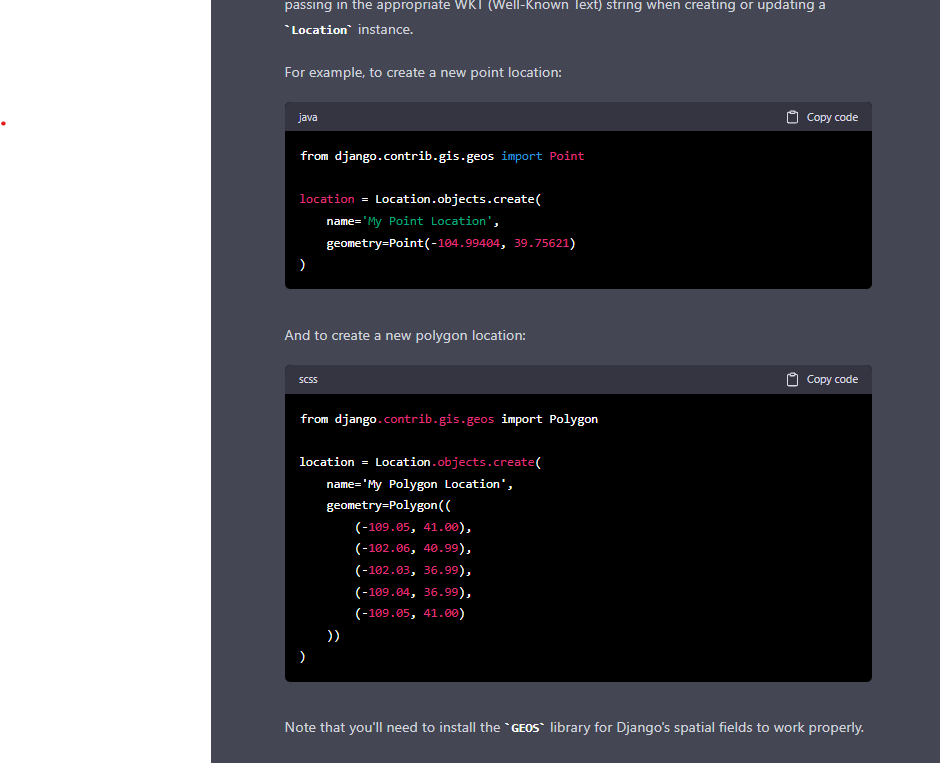 passing in the appropriate WKT (Well-Known Text) string when creating or updating a
`Location` instance.
For example, to create a new point location:
java
Copy code
from django.contrib.gis.geos import Point
location = Location.objects.create(
    name='My Point Location',
    geometry=Point(-104.99404, 39.75621)
)
And to create a new polygon location:
scss
Copy code
from django.contrib.gis.geos import Polygon
location = Location.objects.create(
    name='My Polygon Location',
    geometry=Polygon((
        (-109.05, 41.00),
        (-102.06, 40.99),
        (-102.03, 36.99),
        (-109.04, 36.99),
        (-109.05, 41.00)
    ))
)
Note that you'll need to install the `GEOS` library for Django's spatial fields to work properly.